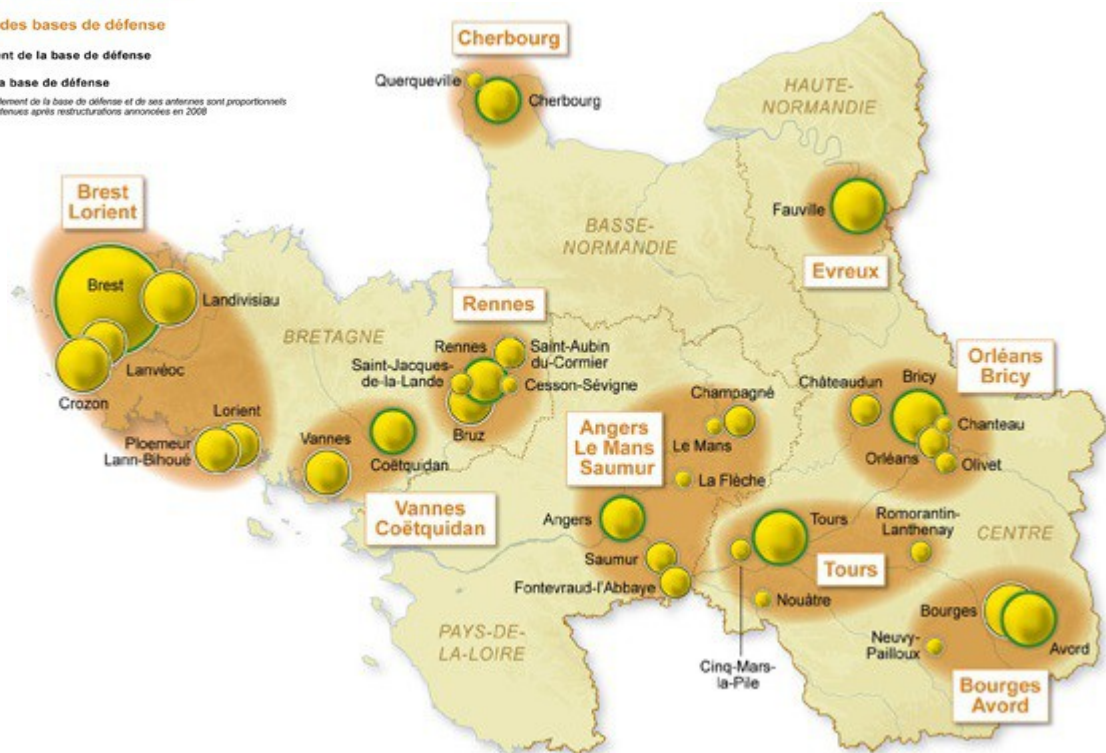 des bases de défense
nt de la base de défense
a base de défense
lement de la base de défense et de ses antennes sont proportionnels
tenues après restructurations annoncées en 2008
Cherbourg
Querqueville
Cherbourg
HAUTE-
NORMANDIE
Brest
Lorient
Fauville
BASSE-
NORMANDIE
Evreux
Brest
Landivisiau
Lanvéoc
Crozon
BRETAGNE
Rennes
Rennes
Saint-Aubin
du-Cormier
Saint-Jacques-
de-la-Lande
Cesson-Sévigne
Bruz
Lorient
Ploemeur
Lann-Bihoué
Vannes
Coëtquidan
Vannes
Coëtquidan
Angers
Le Mans
Saumur
Champagné
Le Mans
La Flèche
Angers
Saumur
Fontevraud-l'Abbaye
Orléans
Bricy
Châteaudun
Bricy
Chanteau
Orléans
Olivet
Tours
Romorantin-
Lanthenay
CENTRE
Tours
Nouâtre
Cinq-Mars-
la-Pile
PAYS-DE-
LA-LOIRE
Bourges
Avord
Neuvy-
Pailloux
Bourges
Avord